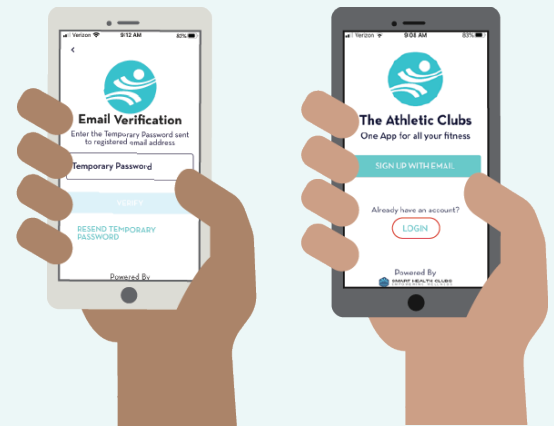 Verizon 9:12 AM 82%
Email Verification
Enter the Temporary Password sent
to registered email address
Temporary Password
VERIFY
RESEND TEMPORARY
PASSWORD
Powered By
Verizon 9:08 AM 83%
The Athletic Clubs
One App for all your fitness
SIGN UP WITH EMAIL
Already have an account?
LOGIN
Powered By
SMART HEALTH CLUBS